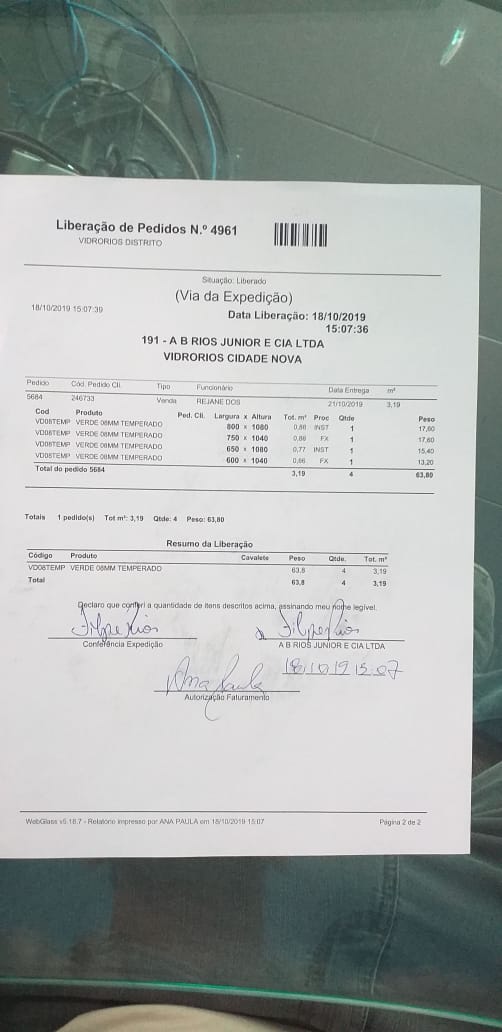 Liberação de Pedidos N.º 4961
VIDRORIOS DISTRITO
Situação: Liberado
(Via da Expedição)
18/10/2019 15:07:39
Data Liberação: 18/10/2019
15:07:36
191 - A B RIOS JUNIOR E CIA LTDA
VIDRORIOS CIDADE NOVA
Pedido Cód. Pedido Cli. Tipo Funcionário Data Entrega m²
5684 246733 Venda REJANE DOS 21/10/2019 3,19
Cod Produto Ped. Cli. Largura x Altura Tot. m² Proc Qtde Peso
VD08TEMP VERDE 08MM TEMPERADO 800 x 1080 0,88 INST 1 17,60
VD08TEMP VERDE 08MM TEMPERADO 750 x 1040 0,88 FX 1 17,60
VD08TEMP VERDE 08MM TEMPERADO 650 x 1080 0,77 INST 1 15,40
VD08TEMP VERDE 08MM TEMPERADO 600 x 1040 0,66 FX 1 13,20
Total do pedido 5684 3,19 4 63,80
Totais 1 pedido(s) Tot m²: 3,19 Qtde: 4 Peso: 63,80
Resumo da Liberação
Código Produto Cavalete Peso Qtde. Tot. m²
VD08TEMP VERDE 08MM TEMPERADO 63,8 4 3,19
Total 63,8 4 3,19
Declaro que conferi a quantidade de itens descritos acima, assinando meu nome legível.
Filipe Rios Filipe Rios
Conferência Expedição A B RIOS JUNIOR E CIA LTDA
18.10.19 15:07
Ana Paula
Autorização Faturamento
WebGlass v5.18.7 - Relatório impresso por ANA PAULA em 18/10/2019 15:07 Página 2 de 2